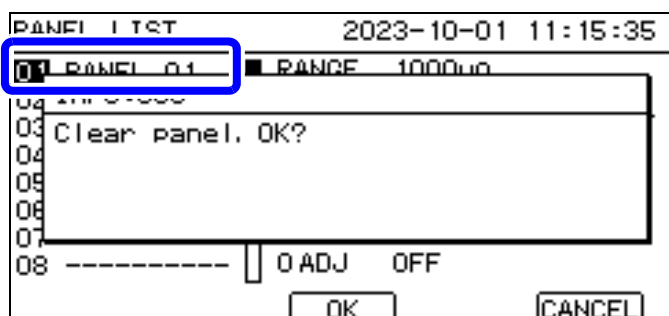 PANEL LIST 2023-10-01 11:15:35
01 PANEL 01 RANGE 1000uΩ
02
03 Clear panel. OK?
04
05
06
07
08 ---------- 0 ADJ OFF
OK CANCEL